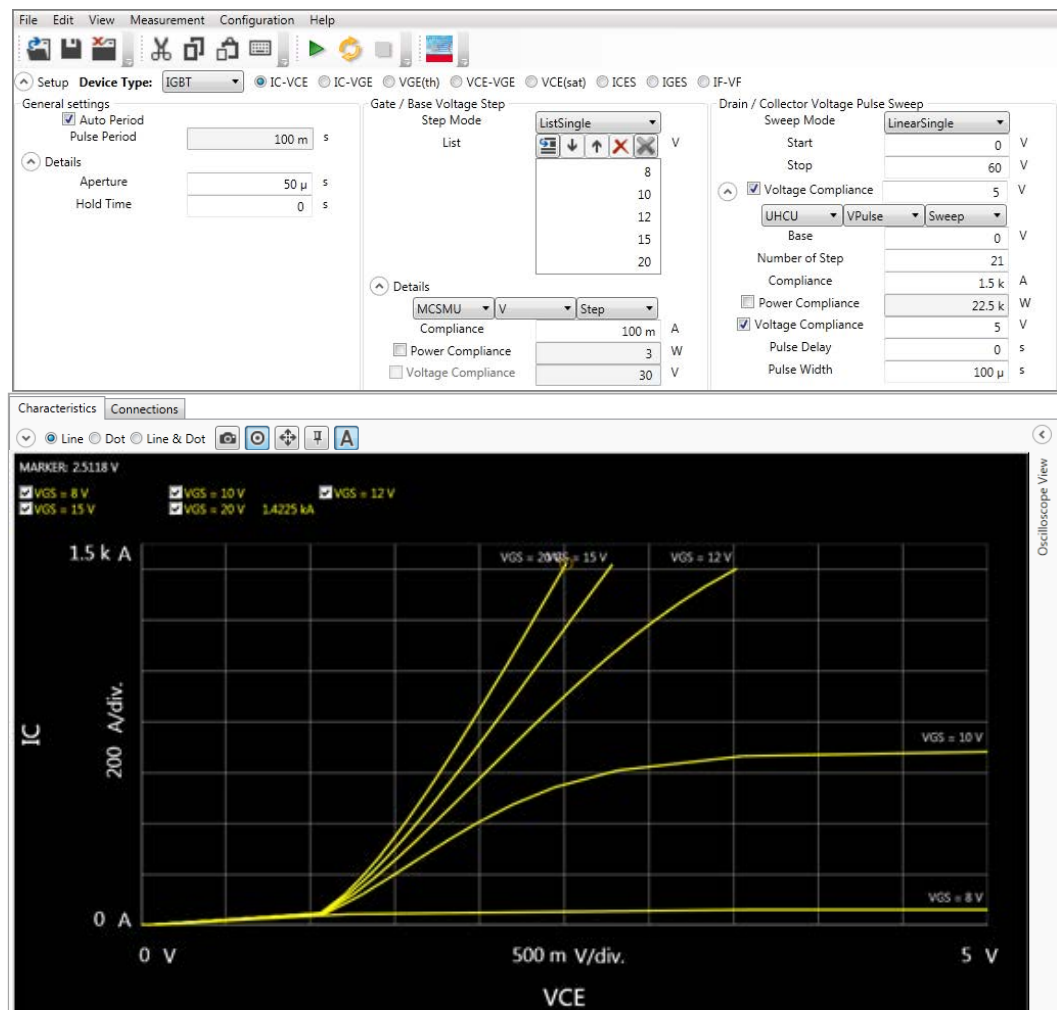 File Edit View Measurement Configuration Help
Setup Device Type: IGBT IC-VCE IC-VGE VGE(th) VCE-VGE VCE(sat) ICES IGES IF-VF
General settings
Auto Period
Pulse Period 100 m s
Details
Aperture 50 µ s
Hold Time 0 s
Gate / Base Voltage Step
Step Mode ListSingle
List V
8
10
12
15
20
Details
MCSMU V Step
Compliance 100 m A
Power Compliance 3 W
Voltage Compliance 30 V
Drain / Collector Voltage Pulse Sweep
Sweep Mode LinearSingle
Start 0 V
Stop 60 V
Voltage Compliance 5 V
UHCU VPulse Sweep
Base 0 V
Number of Step 21
Compliance 1.5 k A
Power Compliance 22.5 k W
Voltage Compliance 5 V
Pulse Delay 0 s
Pulse Width 100 µ s
Characteristics Connections
Line Dot Line & Dot A
Oscilloscope View
MARKER: 2.5118 V
VGS = 8 V VGS = 10 V VGS = 12 V
VGS = 15 V VGS = 20 V 1.4225 kA
1.5 k A
VGS = 20 VGS = 15 V VGS = 12 V
200 A/div.
IC
VGS = 10 V
VGS = 8 V
0 A
0 V 500 m V/div. 5 V
VCE